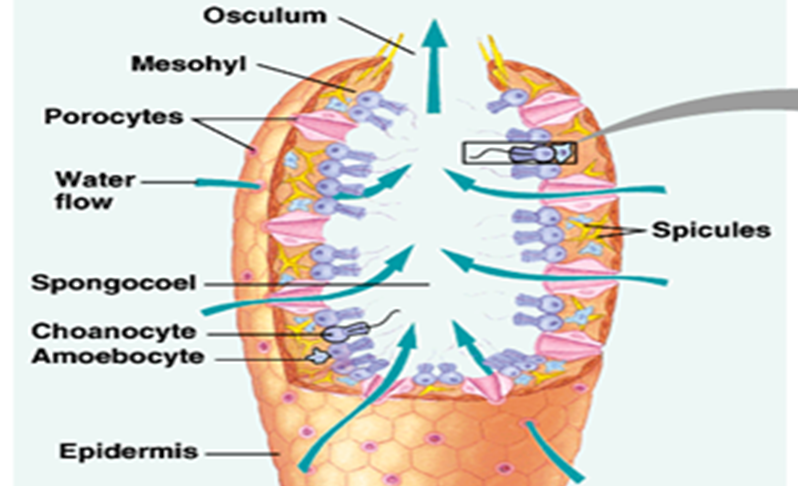 Osculum
Mesohyl
Porocytes
Water
flow
Spicules
Spongocoel
Choanocyte
Amoebocyte
Epidermis